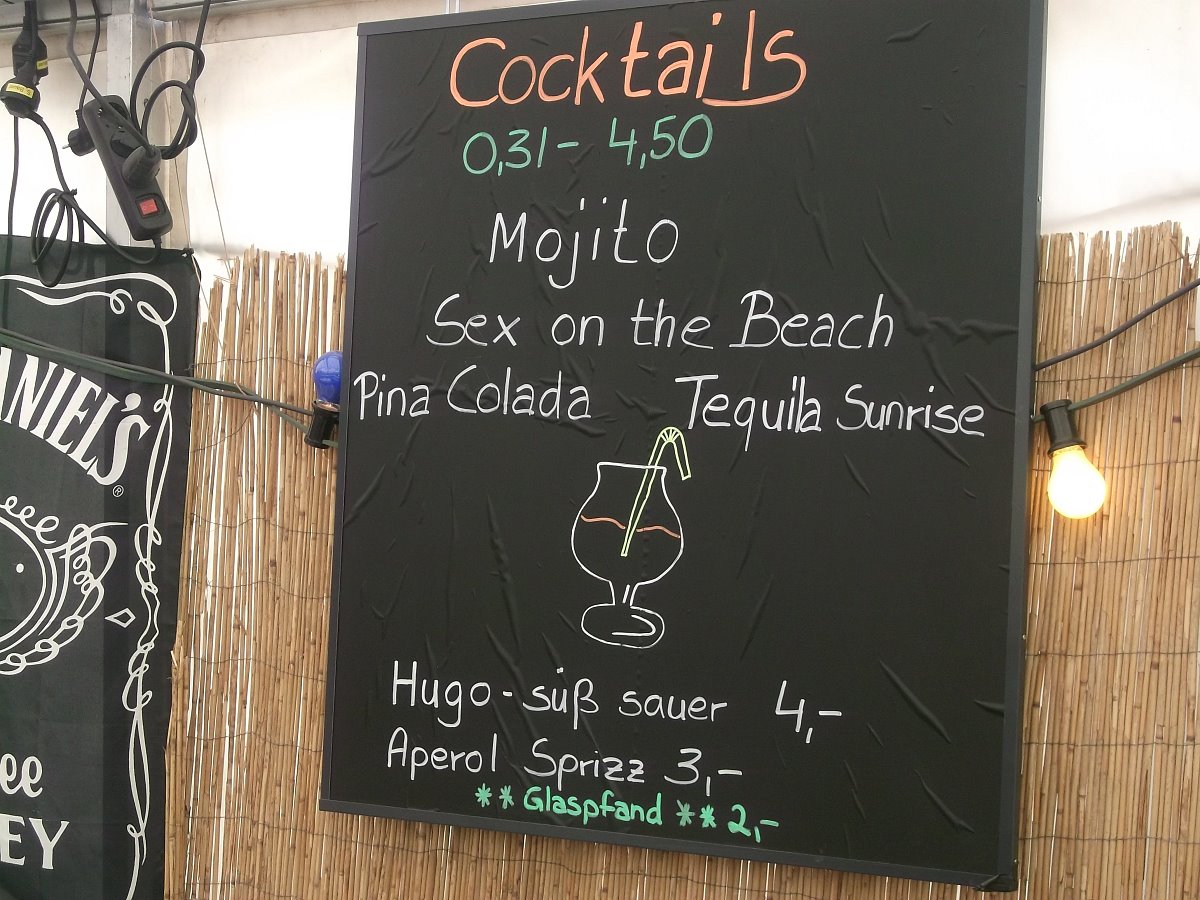 Cocktails
0,3l - 4,50
Mojito
Sex on the Beach
Pina Colada Tequila Sunrise
Hugo - süß sauer 4,-
Aperol Sprizz 3,-
** Glaspfand ** 2,-
ANIEL'S
®
ee
EY